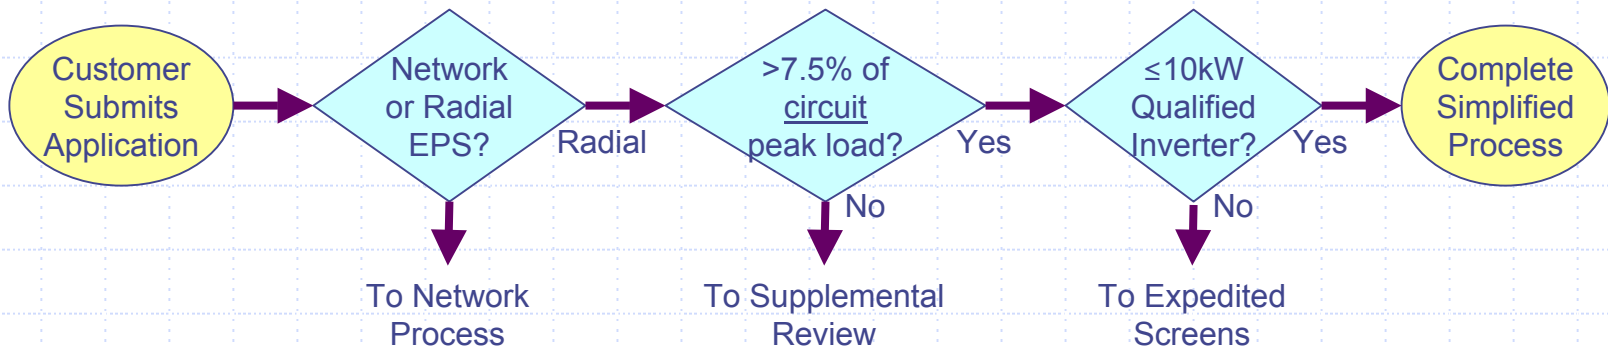 Customer
Submits
Application
Network
or Radial
EPS?
Radial
>7.5% of
circuit
peak load?
Yes
≤10kW
Qualified
Inverter?
Yes
Complete
Simplified
Process
No
No
To Network
Process
To Supplemental
Review
To Expedited
Screens